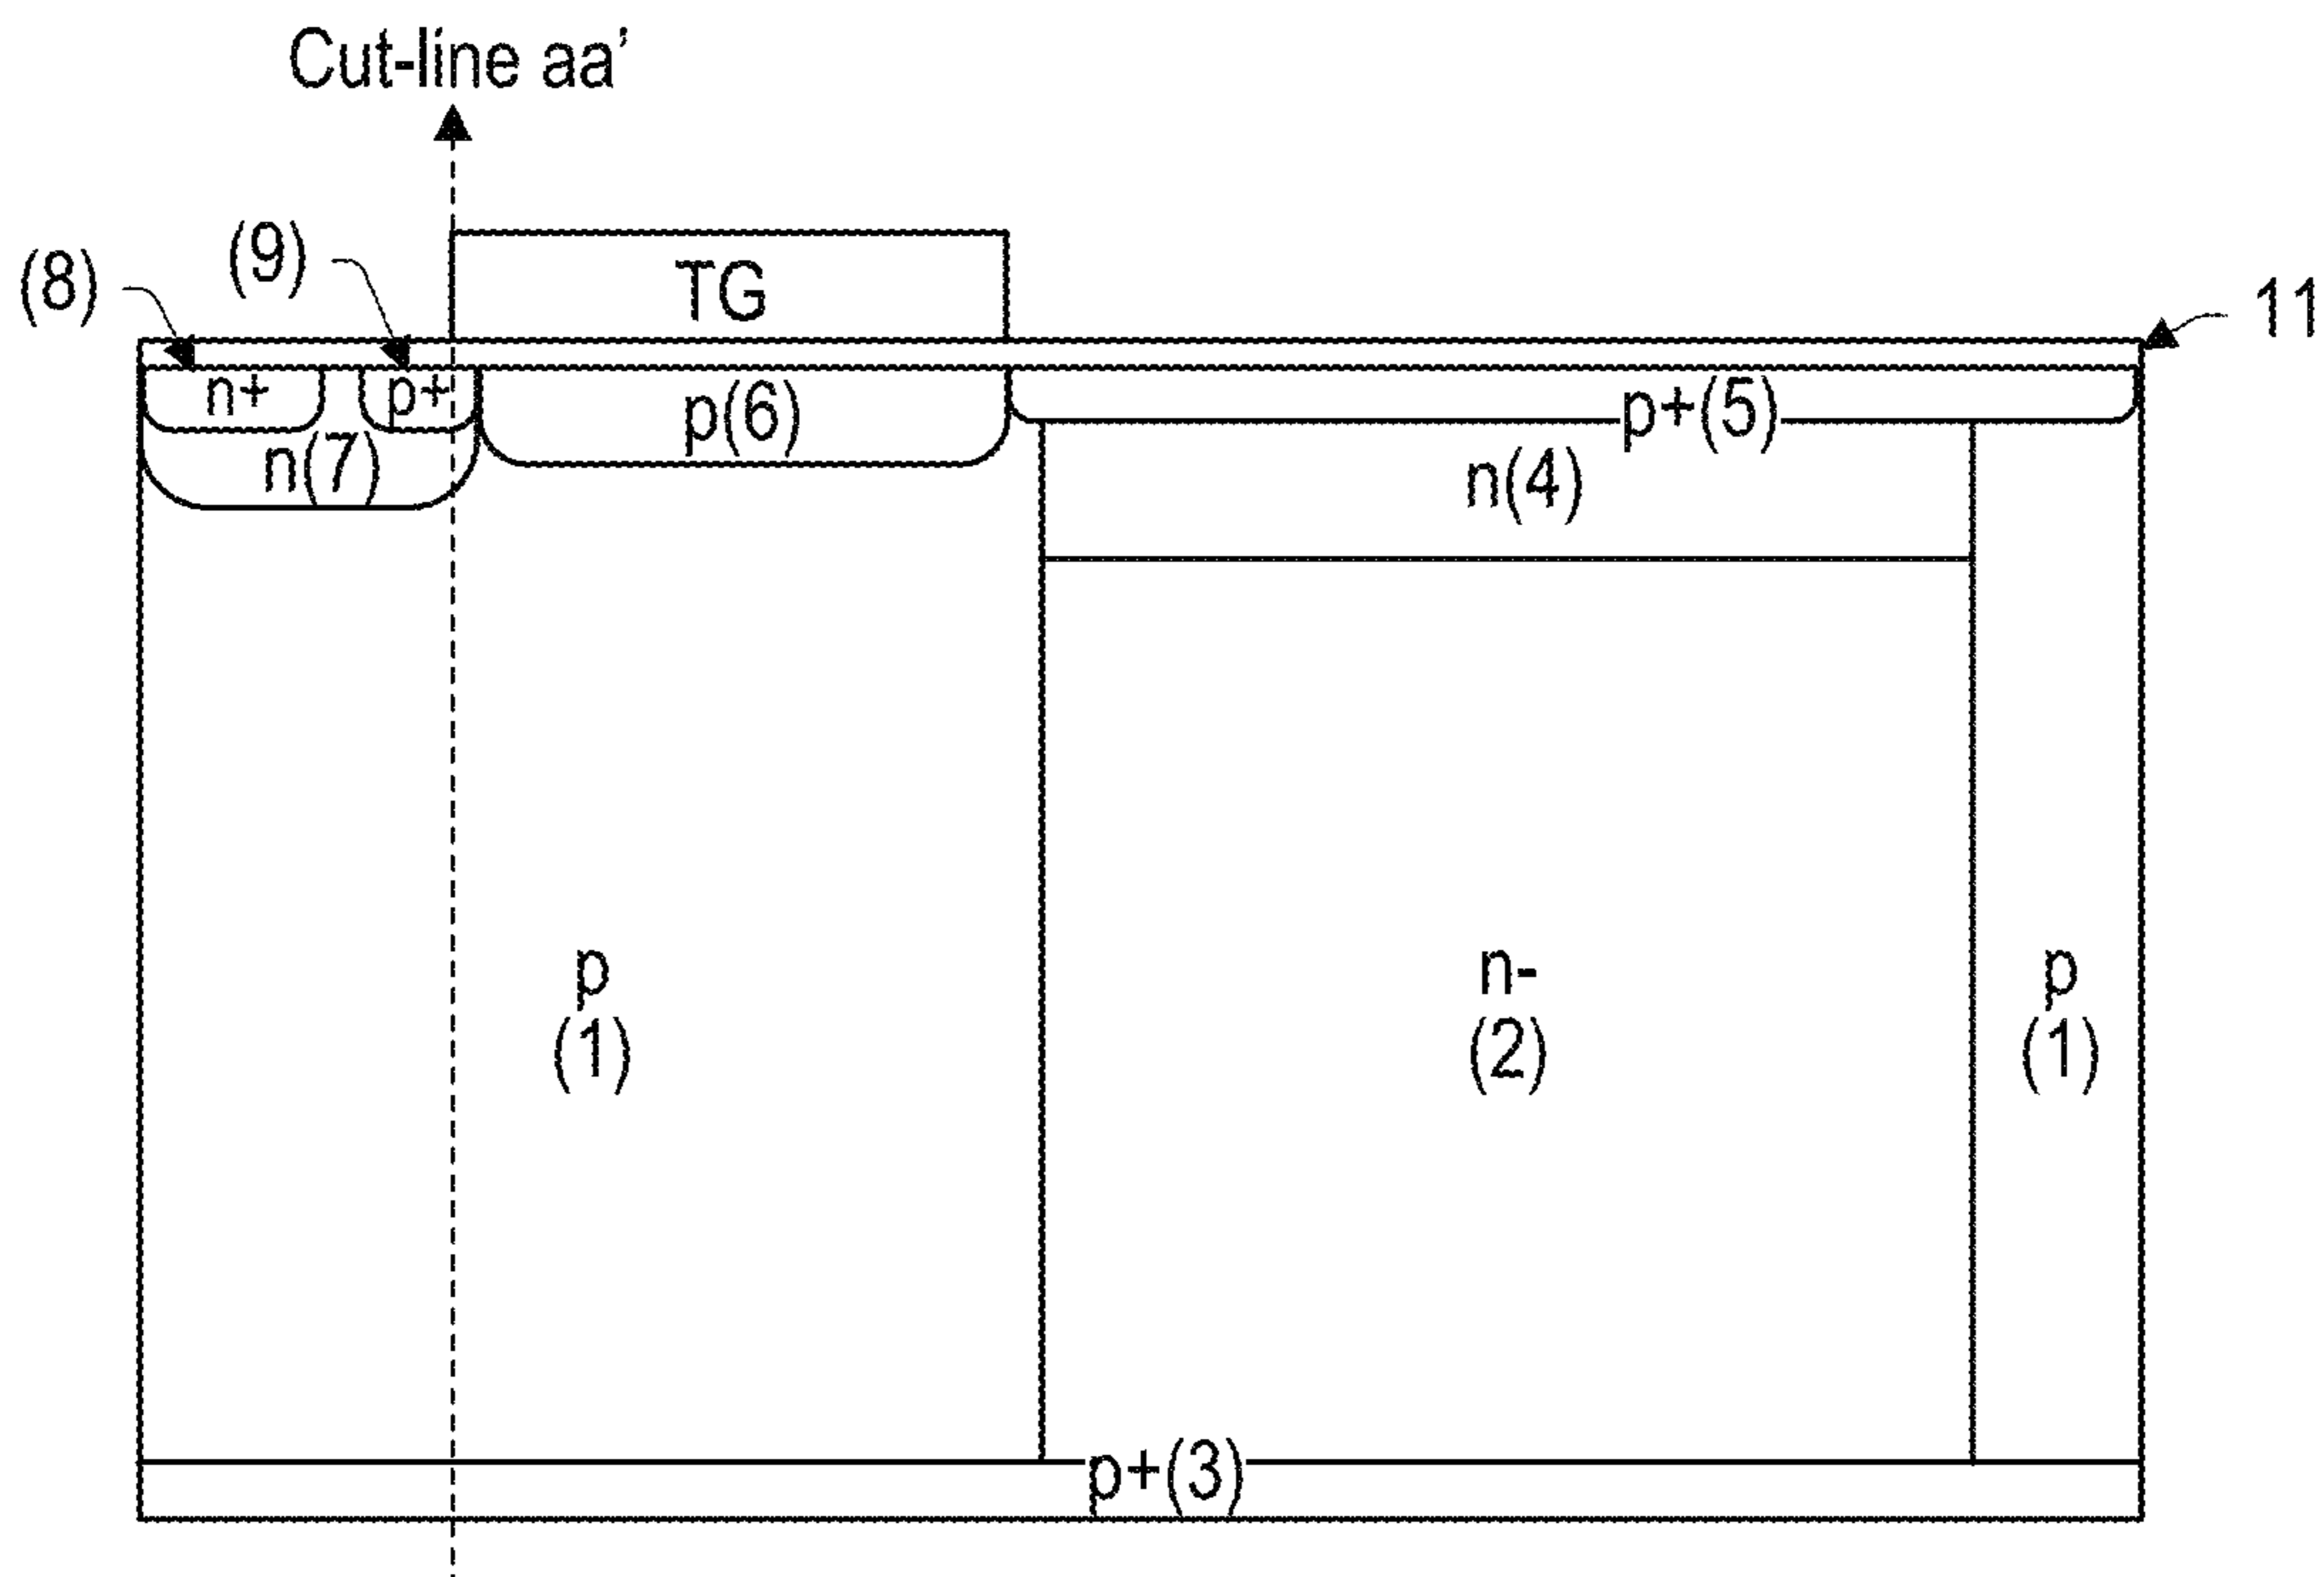 Cut-line aa'
(8)
(9)
TG
11
n+
p+
p(6)
p+(5)
n(7)
n(4)
p
(1)
n-
(2)
p
(1)
p+(3)